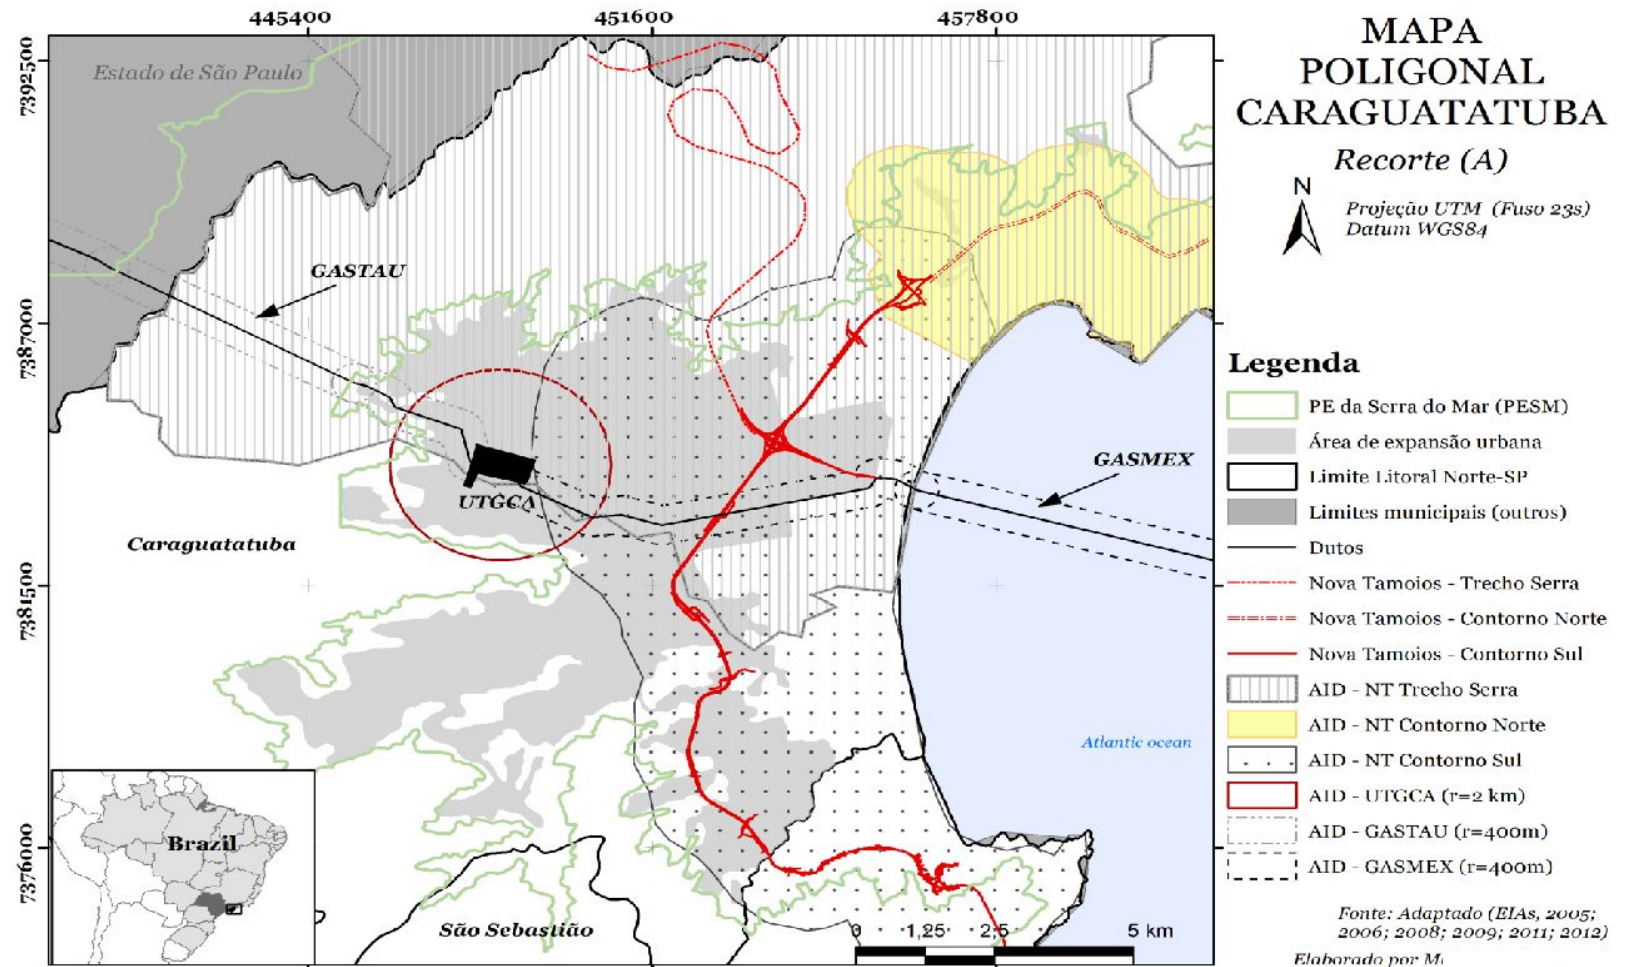 445400 451600 457800
7392500
7387000
7381500
7376000
Estado de São Paulo
GASTAU
UTGCA
GASMEX
Caraguatatuba
Atlantic ocean
Brazil
São Sebastião
0 1,25 2,5 5 km
MAPA
POLIGONAL
CARAGUATATUBA
Recorte (A)
N
Projeção UTM (Fuso 23s)
Datum WGS84
Legenda
PE da Serra do Mar (PESM)
Área de expansão urbana
Limite Litoral Norte-SP
Limites municipais (outros)
Dutos
Nova Tamoios - Trecho Serra
Nova Tamoios - Contorno Norte
Nova Tamoios - Contorno Sul
AID - NT Trecho Serra
AID - NT Contorno Norte
AID - NT Contorno Sul
AID - UTGCA (r=2 km)
AID - GASTAU (r=400m)
AID - GASMEX (r=400m)
Fonte: Adaptado (EIAs, 2005;
2006; 2008; 2009; 2011; 2012)
Elaborado por